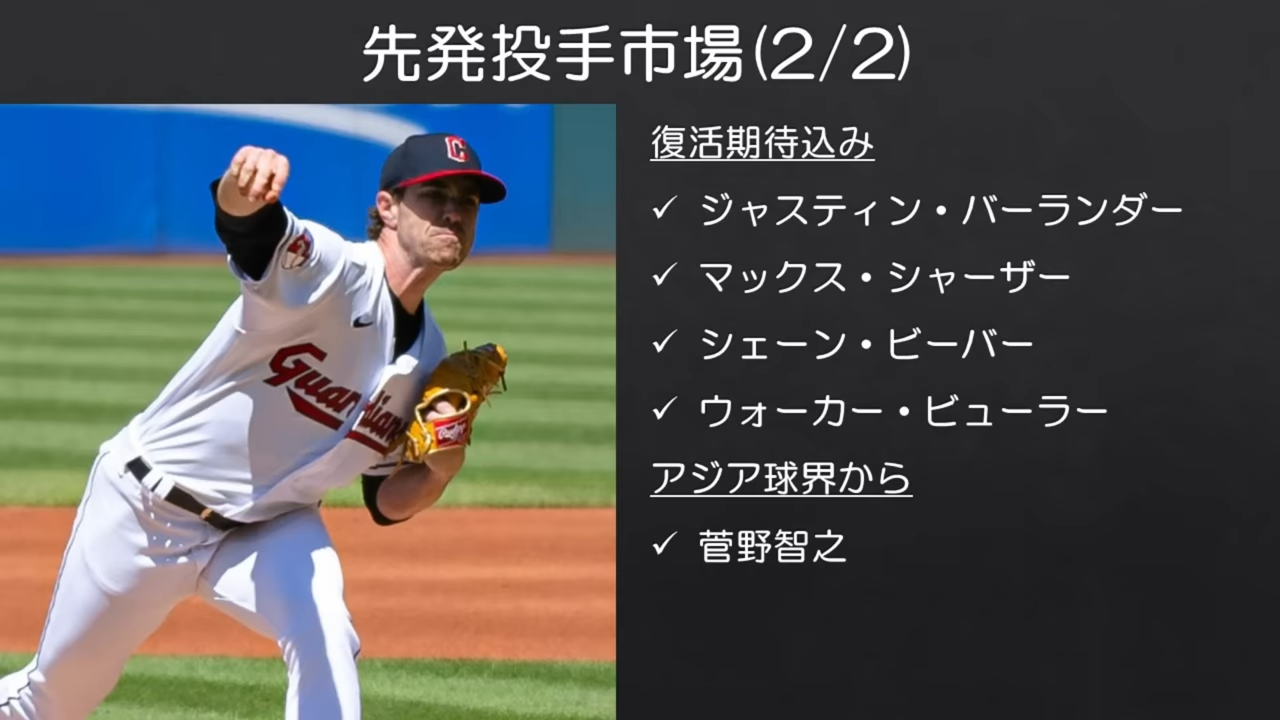 先発投手市場(2/2)
復活期待込み
✓ ジャスティン・バーランダー
✓ マックス・シャーザー
✓ シェーン・ビーバー
✓ ウォーカー・ビューラー
アジア球界から
✓ 菅野智之
C
Guardians
Rawlings